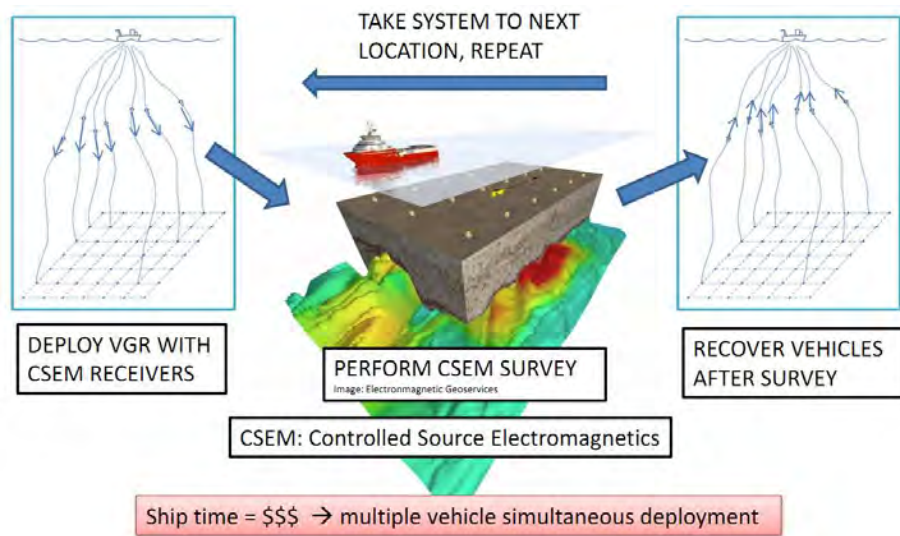 TAKE SYSTEM TO NEXT
LOCATION, REPEAT
DEPLOY VGR WITH
CSEM RECEIVERS
PERFORM CSEM SURVEY
Image: Electronmagnetic Geoservices
RECOVER VEHICLES
AFTER SURVEY
CSEM: Controlled Source Electromagnetics
Ship time = $$$ → multiple vehicle simultaneous deployment